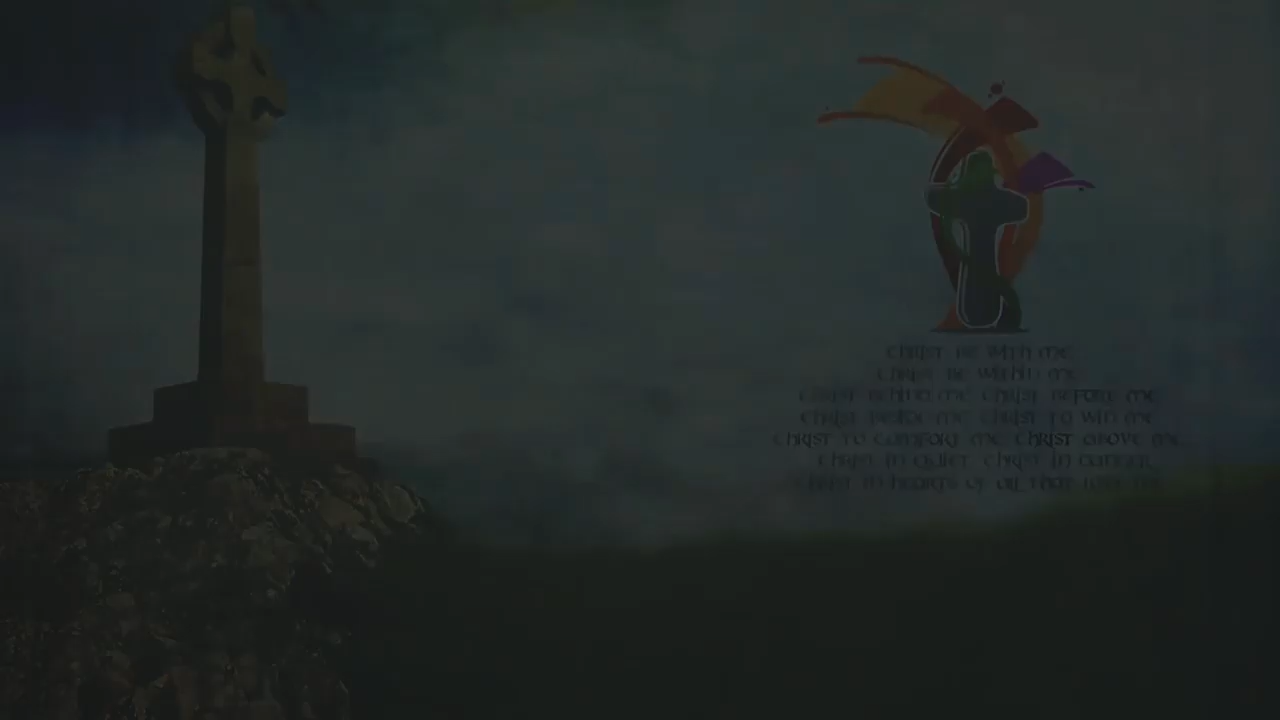 CHRIST BE WITH ME
CHRIST BE WITHIN ME
CHRIST BEHIND ME CHRIST BEFORE ME
CHRIST BESIDE ME CHRIST TO WIN ME
CHRIST TO COMFORT ME CHRIST ABOVE ME
CHRIST IN QUIET CHRIST IN DANGER
CHRIST IN HEARTS OF ALL THAT LOVE ME